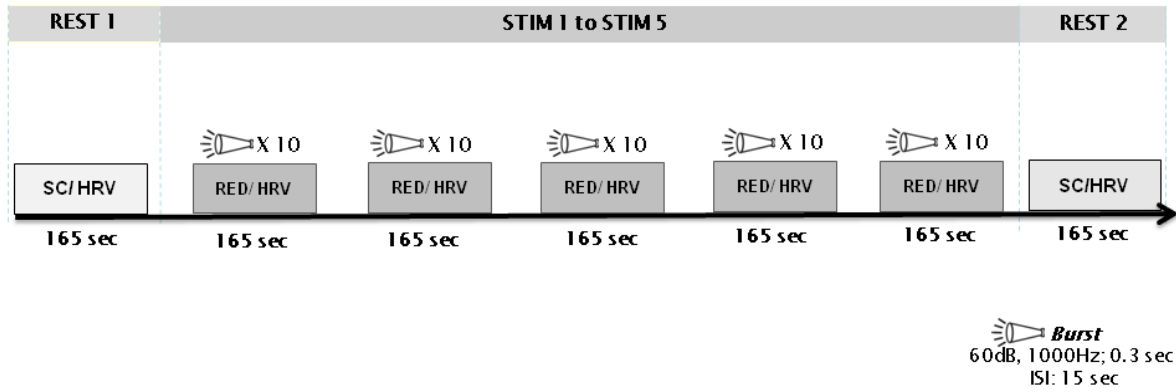 REST 1 STIM 1 to STIM 5 REST 2
X 10 X 10 X 10 X 10 X 10
SC/ HRV RED/ HRV RED/ HRV RED/ HRV RED/ HRV RED/ HRV SC/HRV
165 sec 165 sec 165 sec 165 sec 165 sec 165 sec 165 sec
Burst
60dB, 1000Hz; 0.3 sec
ISI: 15 sec